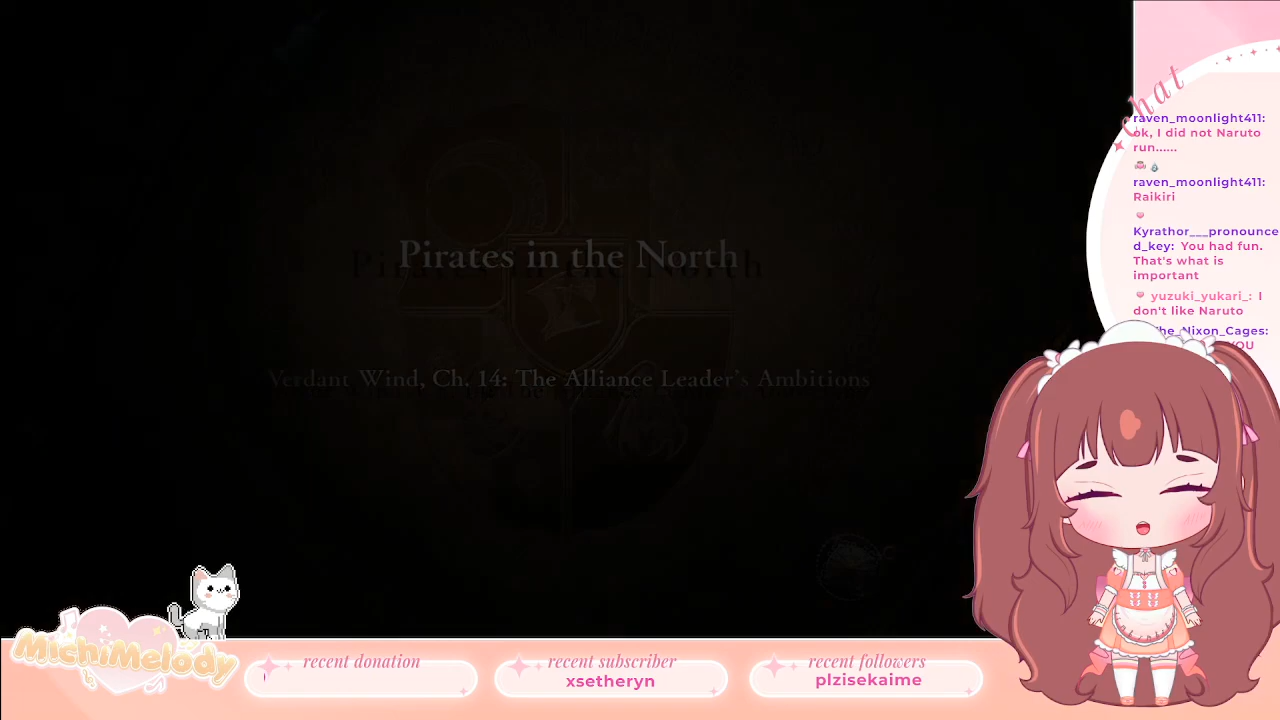 chat
raven_moonlight411:
ok, I did not Naruto
run......
raven_moonlight411:
Raikiri
Kyrathor___pronounce
d_key: You had fun.
That's what is
important
yuzuki_yukari_: I
don't like Naruto
The_Nixon_Cages:
YOU
Pirates in the North
Verdant Wind, Ch. 14: The Alliance Leader's Ambitions
MichiMelody
recent donation
recent subscriber
xsetheryn
recent followers
plzisekaime